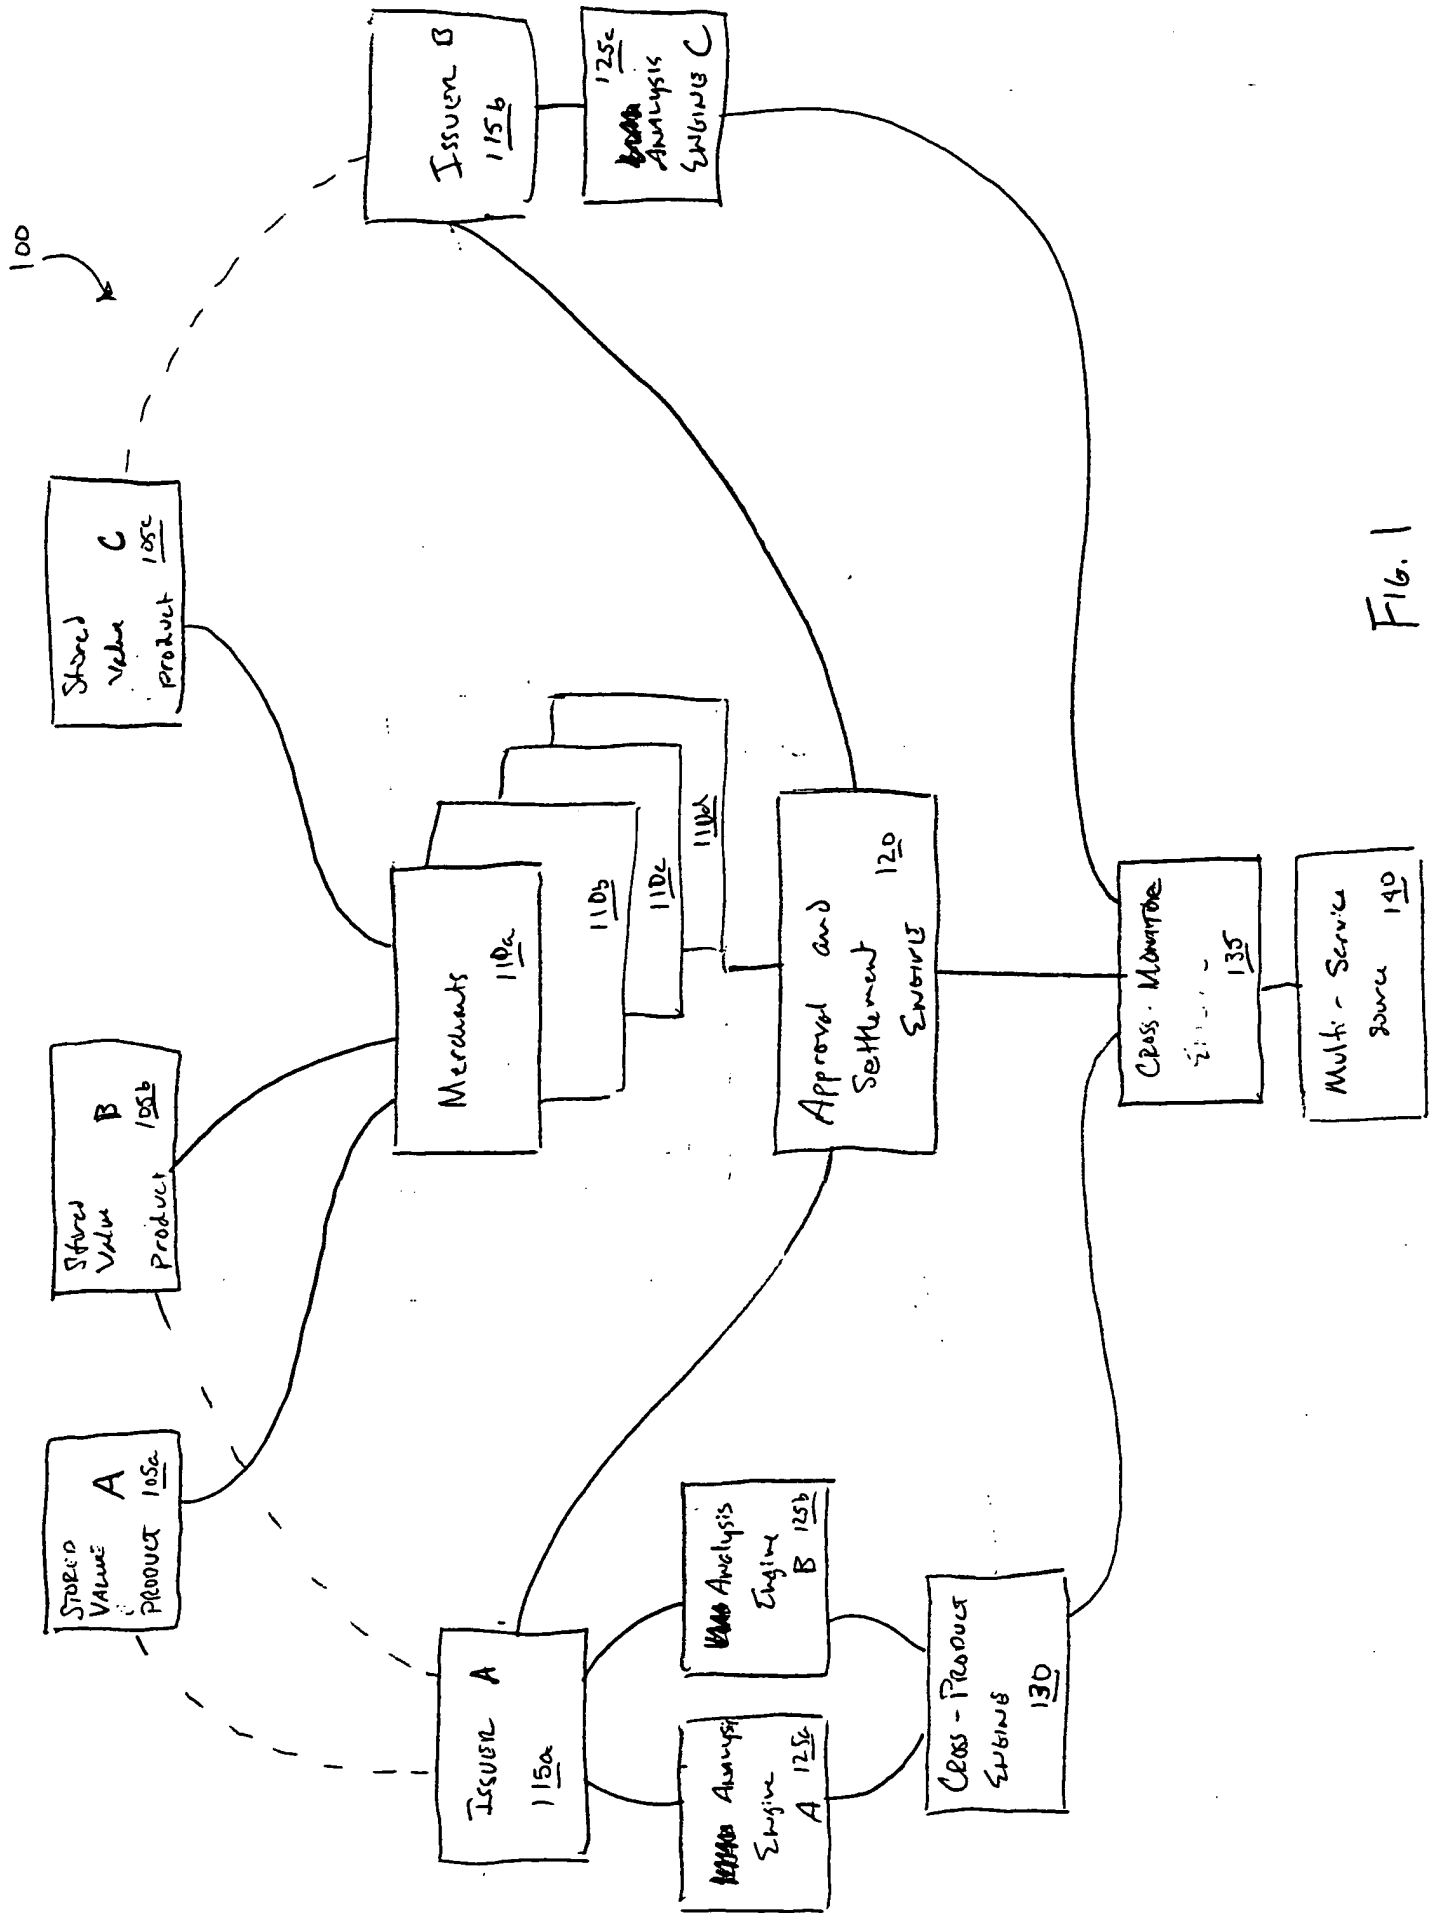 100
STORED
VALUE A
PRODUCT 105a
Stored
Value B
Product 105b
Stored
Value C
Product 105c
Merchants
110a
110b
110c
110d
ISSUER A
115a
ISSUER B
115b
Analysis
Engine
A 125a
Analysis
Engine
B 125b
125c
ANALYSIS
ENGINE C
Approval and
Settlement
ENGINE 120
CROSS-PRODUCT
ENGINE
130
CROSS-MONITOR
135
Multi-Service
Source 140
FIG. 1